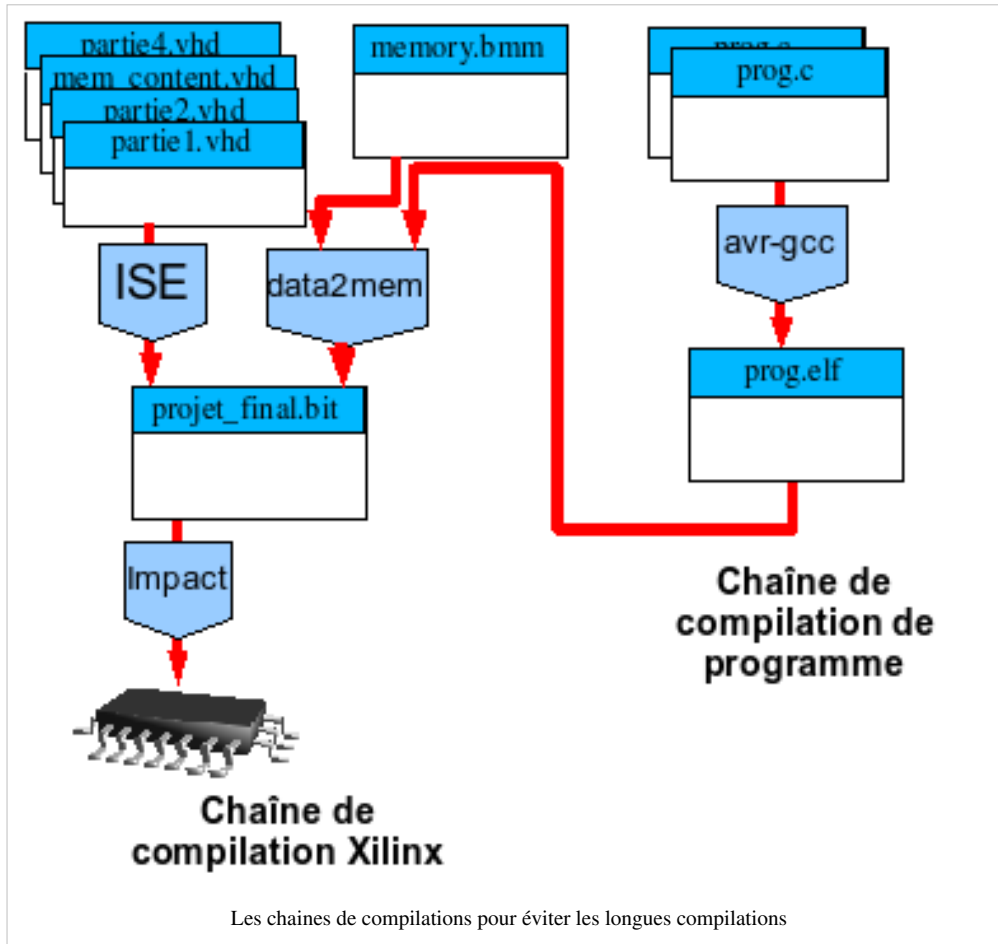 partie4.vhd
mem_content.vhd
partie2.vhd
partie1.vhd
memory.bmm
prog.c
ISE
data2mem
avr-gcc
projet_final.bit
prog.elf
Impact
Chaîne de
compilation de
programme
Chaîne de
compilation Xilinx
Les chaines de compilations pour éviter les longues compilations